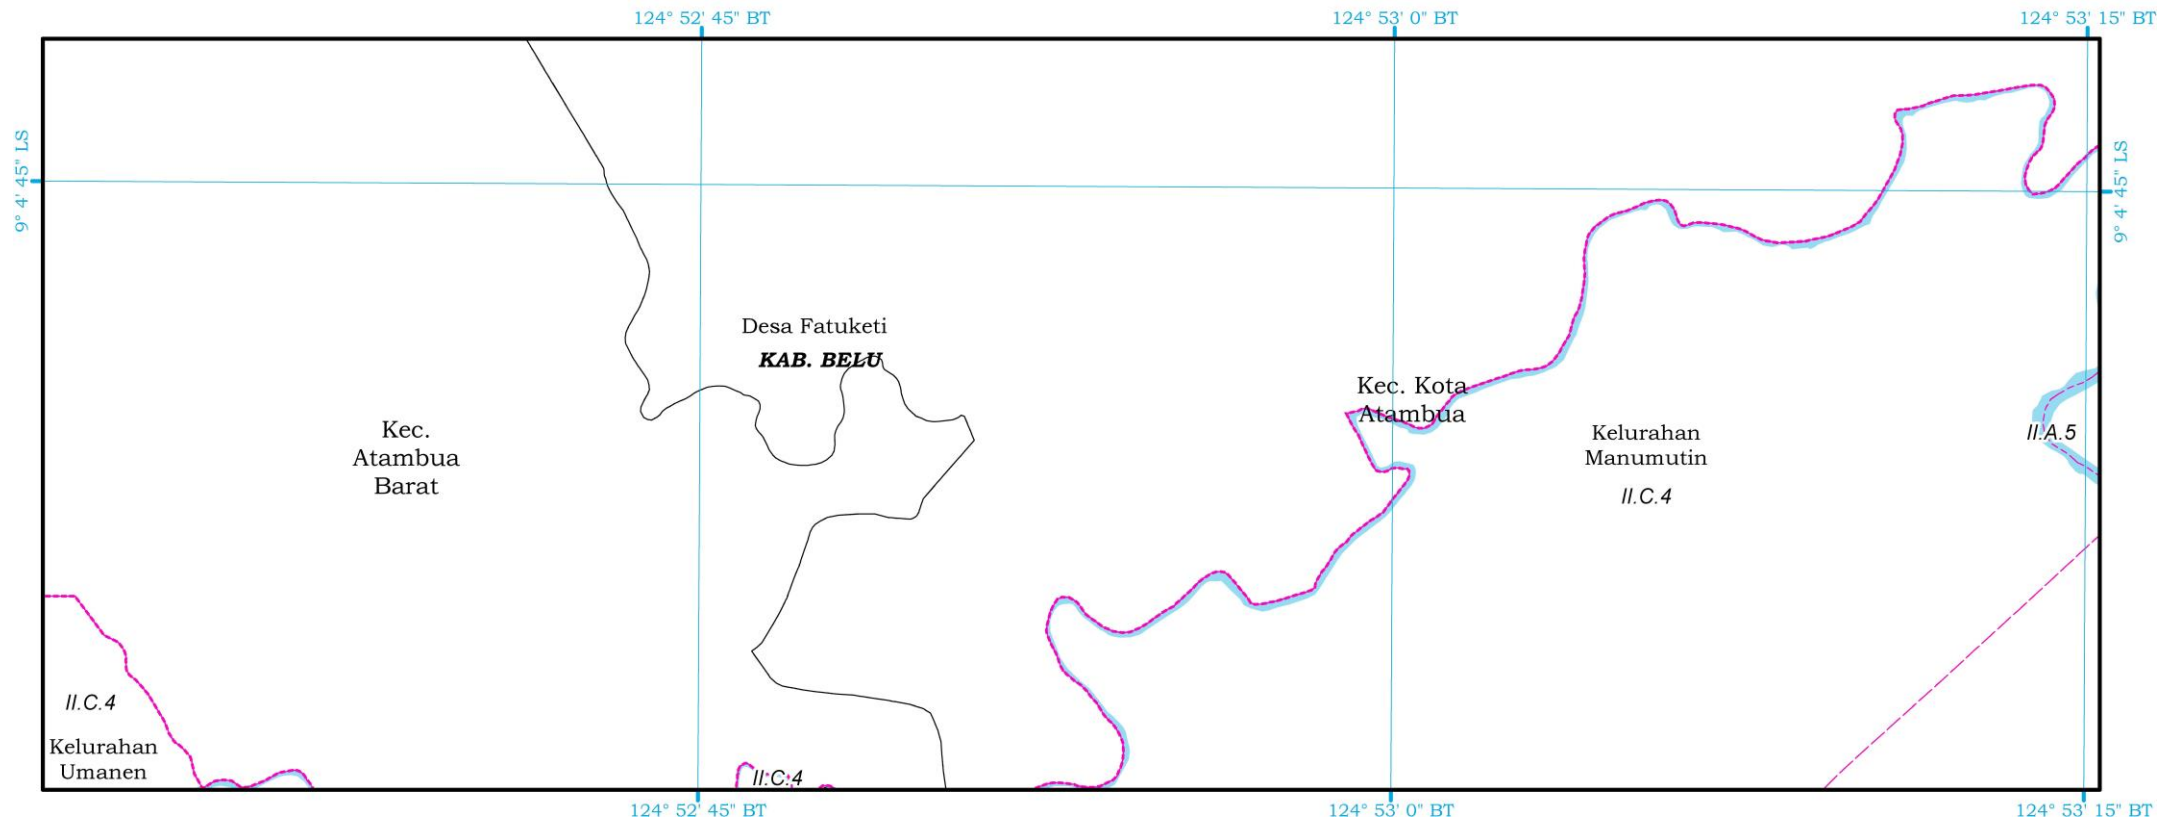 124° 52' 45" BT
124° 53' 0" BT
124° 53' 15" BT
9° 4' 45" LS
9° 4' 45" LS
Desa Fatuketi
KAB. BELU
Kec. Kota
Atambua
Kec.
Atambua
Barat
Kelurahan
Manumutin
II.C.4
II.A.5
II.C.4
Kelurahan
Umanen
II.C.4
124° 52' 45" BT
124° 53' 0" BT
124° 53' 15" BT